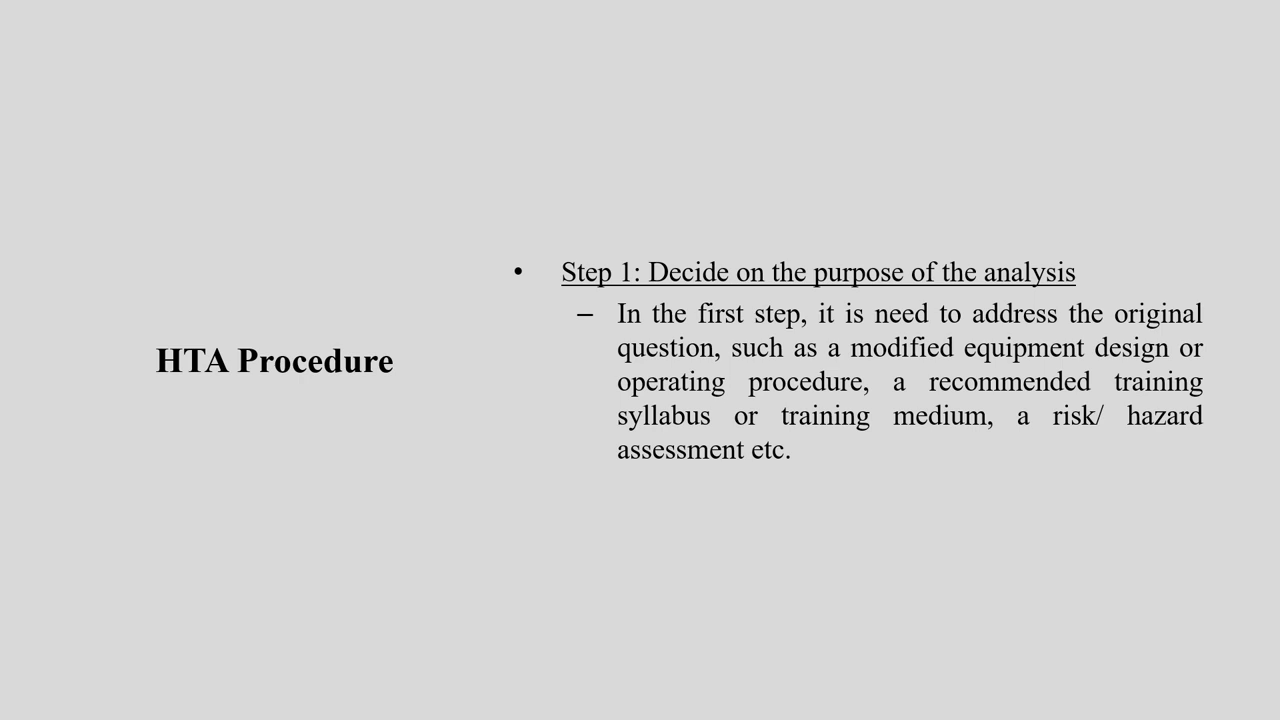 HTA Procedure
• Step 1: Decide on the purpose of the analysis
– In the first step, it is need to address the original
question, such as a modified equipment design or
operating procedure, a recommended training
syllabus or training medium, a risk/ hazard
assessment etc.